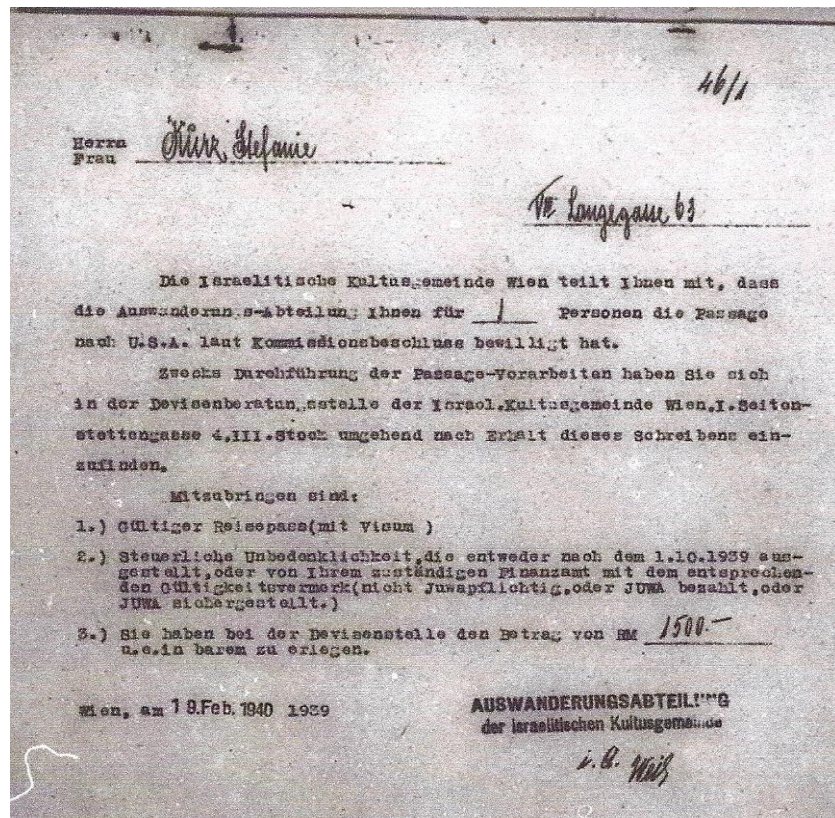 46/1
Herrn
Frau Kurz, Stefanie
VIII Langegasse 63
Die Israelitische Kultusgemeinde Wien teilt Ihnen mit, dass
die Auswanderungs-Abteilung Ihnen für 1 Personen die Passage
nach U.S.A. laut Kommissionsbeschluss bewilligt hat.
Zwecks Durchführung der Passage-Vorarbeiten haben Sie sich
in der Devisenberatungsstelle der Israel.Kultusgemeinde Wien.I.Seiten-
stettengasse 4,III.Stock umgehend nach Erhalt dieses Schreibens ein-
zufinden.
Mitzubringen sind:
1.) Gültiger Reisepass(mit Visum )
2.) Steuerliche Unbedenklichkeit,die entweder nach dem 1.10.1939 aus-
gestellt,oder von Ihrem zuständigen Finanzamt mit dem entsprechen-
den Gültigkeitsvermerk(nicht Juwapflichtig,oder JUWA bezahlt,oder
JUWA sichergestellt.)
3.) Sie haben bei der Devisenstelle den Betrag von RM 1500.-
u.e.in barem zu erlegen.
Wien, am 19.Feb.1940 1939
AUSWANDERUNGSABTEILUNG
der israelitischen Kultusgemeinde
i. A. Weiß